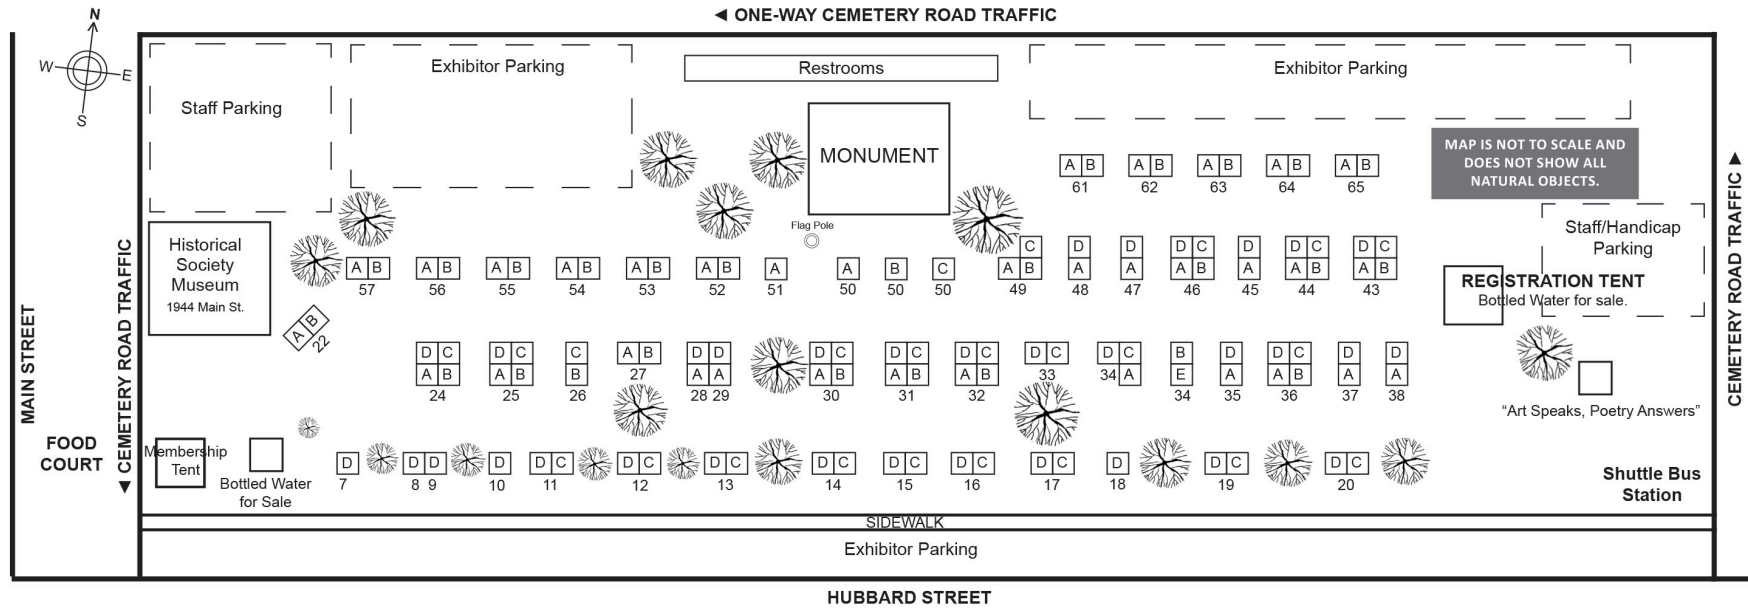 ◄ ONE-WAY CEMETERY ROAD TRAFFIC
N
W
E
S
Staff Parking
Exhibitor Parking
Restrooms
Exhibitor Parking
MONUMENT
MAP IS NOT TO SCALE AND
DOES NOT SHOW ALL
NATURAL OBJECTS.
A B A B A B A B A B
61 62 63 64 65
Staff/Handicap
Parking
Flag Pole
Historical
Society
Museum
1944 Main St.
C D D D C D D C D C
A B A B A B A B A B A B A A B C A B A A A B A A B A B
57 56 55 54 53 52 51 50 50 50 49 48 47 46 45 44 43
REGISTRATION TENT
Bottled Water for sale.
A B
22
D C D C C A B D D D C D C D C D C D C B D D C D D
A B A B B A A A B A B A B 34 A E A A B A A
24 25 26 27 28 29 30 31 32 33 34 35 36 37 38
"Art Speaks, Poetry Answers"
MAIN STREET
◄ CEMETERY ROAD TRAFFIC
CEMETERY ROAD TRAFFIC ►
FOOD
COURT
Membership
Tent
Bottled Water
for Sale
D D D D D C D C D C D C D C D C D C D D C D C
7 8 9 10 11 12 13 14 15 16 17 18 19 20
Shuttle Bus
Station
SIDEWALK
Exhibitor Parking
HUBBARD STREET